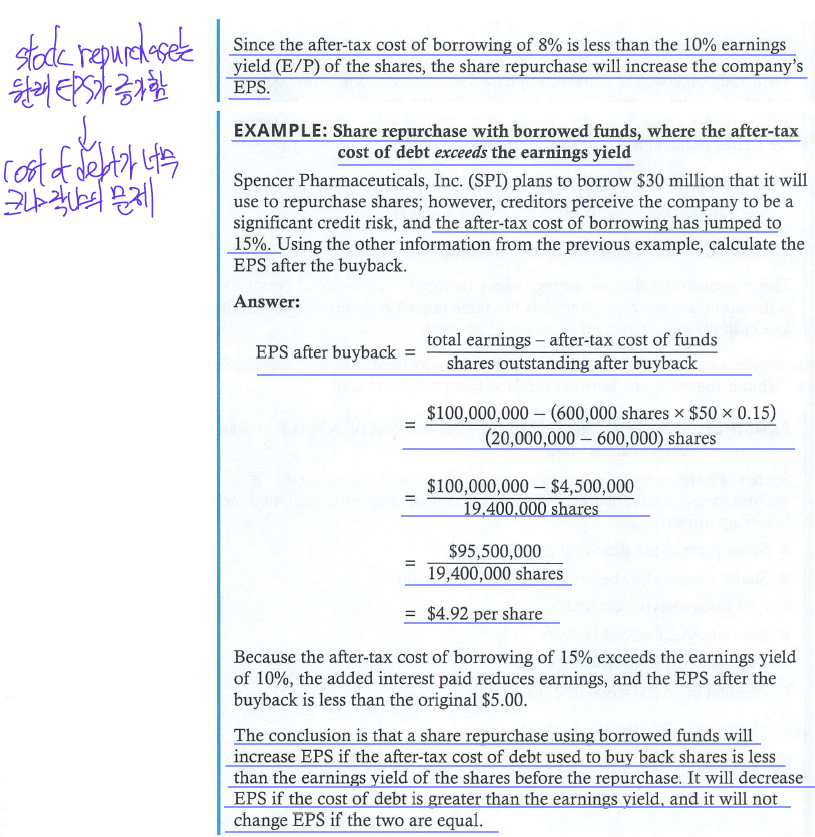 stock repurchase는
원래 EPS가 증가함
↓
cost of debt가 너무
크냐 작냐의 문제
Since the after-tax cost of borrowing of 8% is less than the 10% earnings
yield (E/P) of the shares, the share repurchase will increase the company's
EPS.
EXAMPLE: Share repurchase with borrowed funds, where the after-tax
cost of debt exceeds the earnings yield
Spencer Pharmaceuticals, Inc. (SPI) plans to borrow $30 million that it will
use to repurchase shares; however, creditors perceive the company to be a
significant credit risk, and the after-tax cost of borrowing has jumped to
15%. Using the other information from the previous example, calculate the
EPS after the buyback.
Answer:
EPS after buyback = total earnings – after-tax cost of funds
shares outstanding after buyback
= $100,000,000 – (600,000 shares × $50 × 0.15)
(20,000,000 – 600,000) shares
= $100,000,000 – $4,500,000
19,400,000 shares
= $95,500,000
19,400,000 shares
= $4.92 per share
Because the after-tax cost of borrowing of 15% exceeds the earnings yield
of 10%, the added interest paid reduces earnings, and the EPS after the
buyback is less than the original $5.00.
The conclusion is that a share repurchase using borrowed funds will
increase EPS if the after-tax cost of debt used to buy back shares is less
than the earnings yield of the shares before the repurchase. It will decrease
EPS if the cost of debt is greater than the earnings yield, and it will not
change EPS if the two are equal.